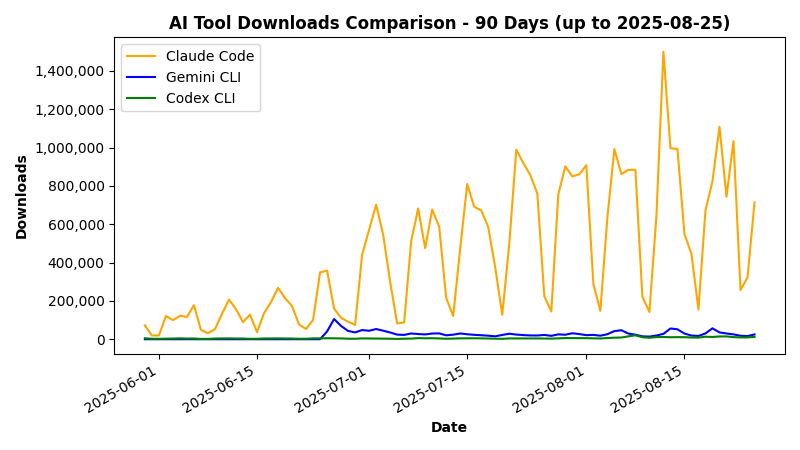 AI Tool Downloads Comparison - 90 Days (up to 2025-08-25)
Claude Code
Gemini CLI
Codex CLI
1,400,000
1,200,000
1,000,000
800,000
600,000
400,000
200,000
0
Downloads
2025-06-01
2025-06-15
2025-07-01
2025-07-15
2025-08-01
2025-08-15
Date